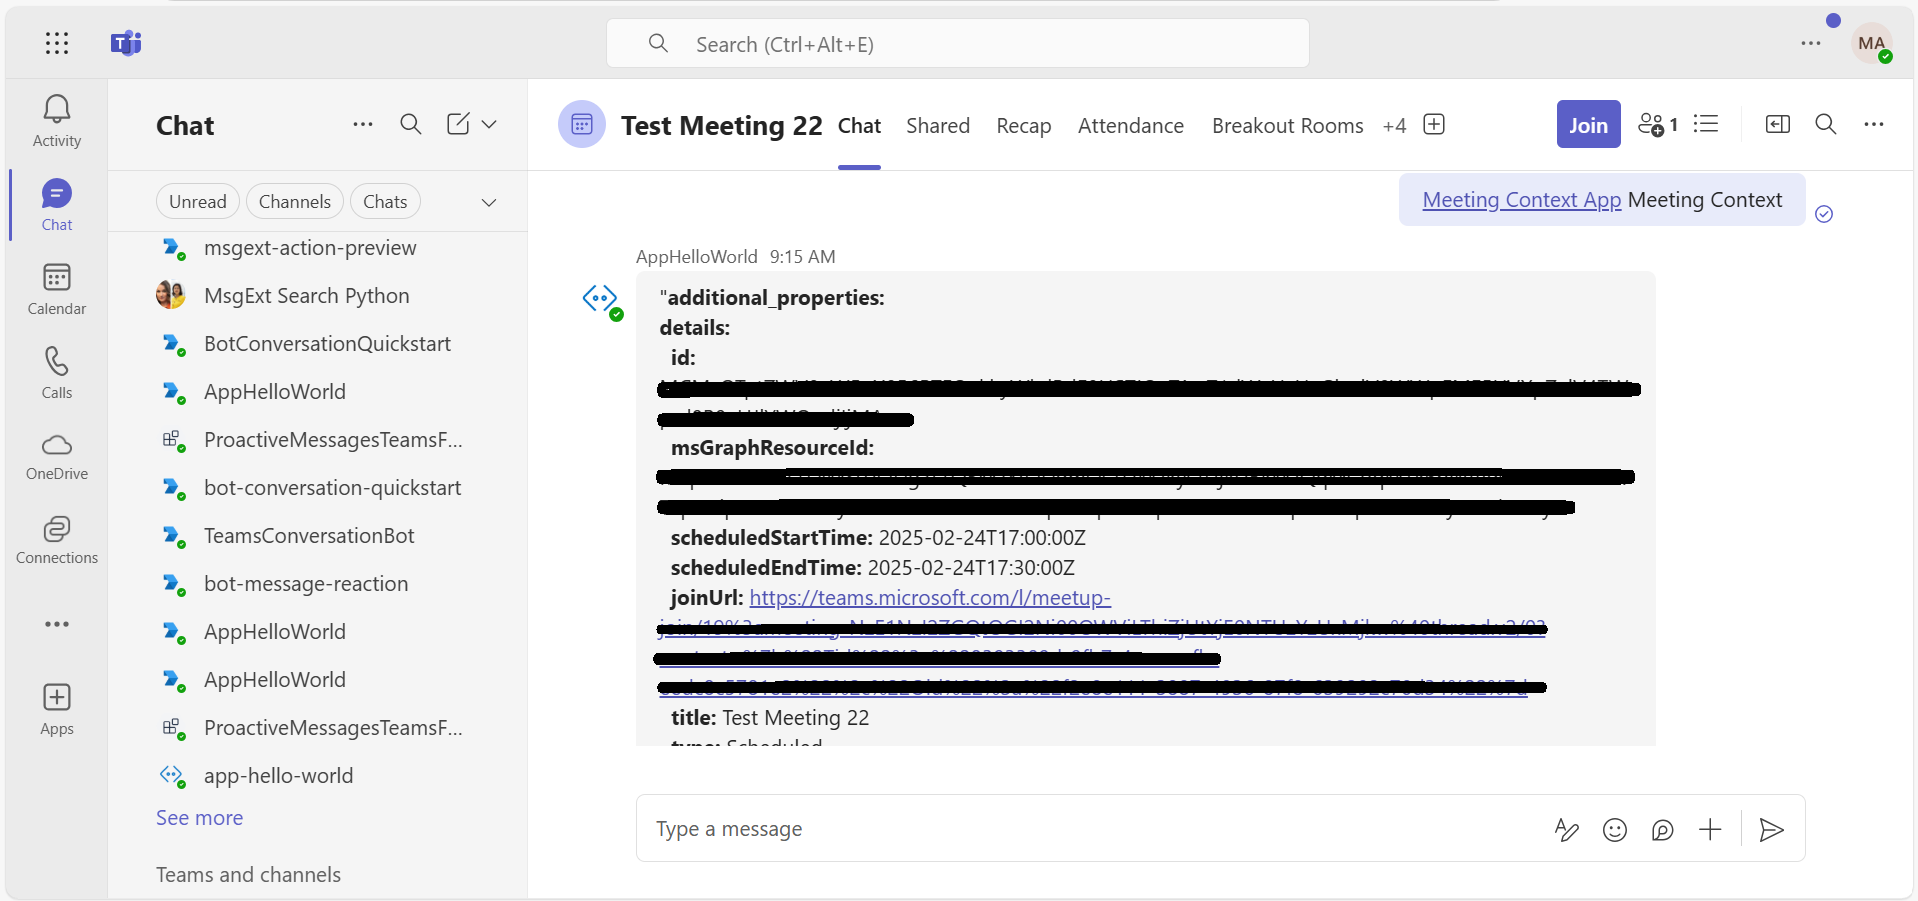 Search (Ctrl+Alt+E)
MA
Activity
Chat
Calendar
Calls
OneDrive
Connections
Apps
Chat
Unread
Channels
Chats
msgext-action-preview
MsgExt Search Python
BotConversationQuickstart
AppHelloWorld
ProactiveMessagesTeamsF...
bot-conversation-quickstart
TeamsConversationBot
bot-message-reaction
AppHelloWorld
AppHelloWorld
ProactiveMessagesTeamsF...
app-hello-world
See more
Teams and channels
Test Meeting 22
Chat
Shared
Recap
Attendance
Breakout Rooms
+4
Join
1
Meeting Context App Meeting Context
AppHelloWorld 9:15 AM
"additional_properties:
details:
id:
msGraphResourceId:
scheduledStartTime: 2025-02-24T17:00:00Z
scheduledEndTime: 2025-02-24T17:30:00Z
joinUrl: https://teams.microsoft.com/l/meetup-
title: Test Meeting 22
type: Scheduled
Type a message